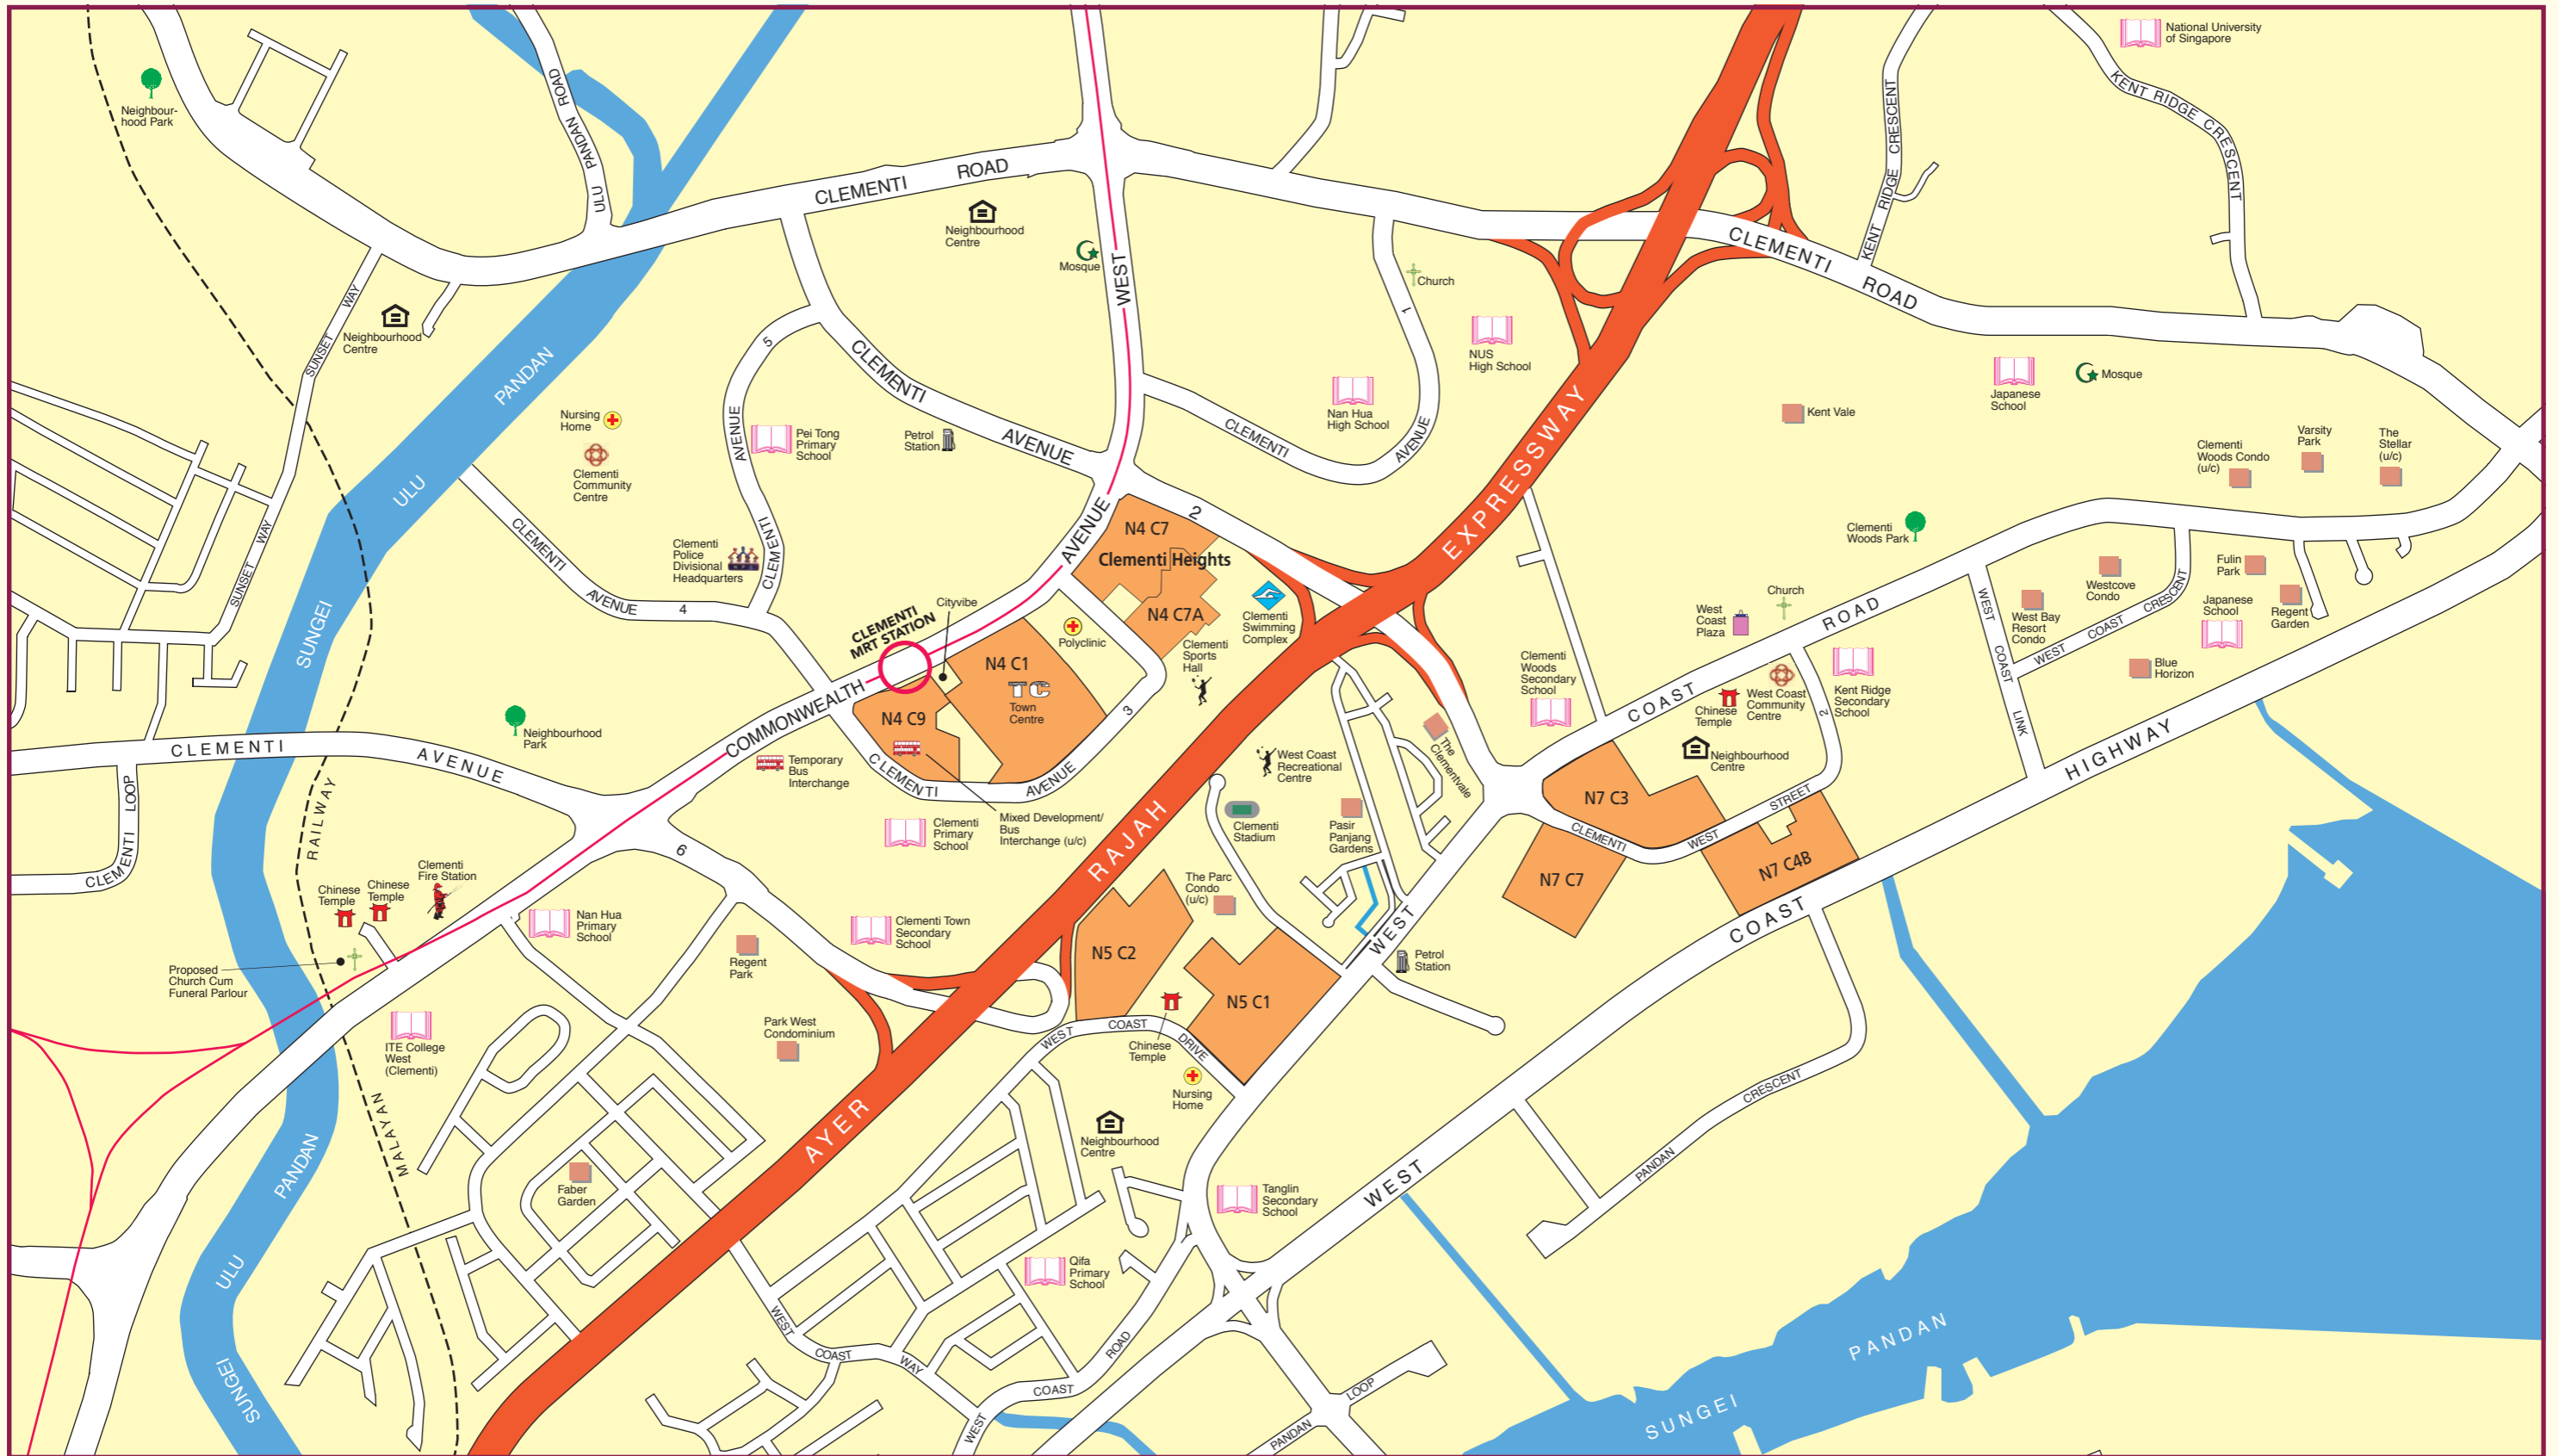 National University
of Singapore
Neighbour-
hood Park
ULU PANDAN ROAD
CLEMENTI ROAD
KENT RIDGE CRESCENT
KENT RIDGE CRESCENT
Neighbourhood
Centre
Mosque
WEST
CLEMENTI ROAD
Church
1
SUNSET WAY
Neighbourhood
Centre
NUS
High School
Nan Hua
High School
Japanese
School
Mosque
Kent Vale
Clementi
Woods Condo
(u/c)
Varsity
Park
The
Stellar
(u/c)
SUNGEI ULU PANDAN
5
CLEMENTI AVENUE 2
Nursing
Home
Clementi
Community
Centre
CLEMENTI AVENUE
Pei Tong
Primary
School
Petrol
Station
CLEMENTI AVENUE
SUNSET WAY
CLEMENTI AVENUE 4
Clementi
Police
Divisional
Headquarters
AVENUE
N4 C7
Clementi Heights
N4 C7A
Clementi
Swimming
Complex
Clementi
Sports
Hall
Polyclinic
Cityvibe
CLEMENTI
MRT STATION
N4 C1
TC
Town
Centre
N4 C9
COMMONWEALTH
CLEMENTI AVENUE 3
Temporary
Bus
Interchange
Mixed Development/
Bus
Interchange (u/c)
Clementi
Primary
School
Neighbourhood
Park
CLEMENTI AVENUE
6
CLEMENTI LOOP
RAILWAY
AYER RAJAH EXPRESSWAY
Clementi
Woods Park
Church
West
Coast
Plaza
WEST COAST ROAD
Fulin
Park
Westcove
Condo
Japanese
School
Regent
Garden
West Bay
Resort
Condo
WEST COAST CRESCENT
WEST COAST LINK
Blue
Horizon
Clementi
Woods
Secondary
School
Chinese
Temple
West Coast
Community
Centre
Kent Ridge
Secondary
School
Neighbourhood
Centre
N7 C3
N7 C7
N7 C4B
CLEMENTI WEST STREET 2
WEST COAST HIGHWAY
The
Clementvale
West Coast
Recreational
Centre
Clementi
Stadium
Pasir
Panjang
Gardens
The Parc
Condo
(u/c)
Petrol
Station
Clementi
Fire Station
Chinese
Temple
Chinese
Temple
Nan Hua
Primary
School
Clementi Town
Secondary
School
Regent
Park
Proposed
Church Cum
Funeral Parlour
ITE College
West
(Clementi)
Park West
Condominium
N5 C2
N5 C1
WEST COAST DRIVE
Chinese
Temple
Nursing
Home
Neighbourhood
Centre
MALAYAN
Faber
Garden
Tanglin
Secondary
School
Qifa
Primary
School
SUNGEI ULU PANDAN
PANDAN CRESCENT
WEST COAST WAY
WEST COAST ROAD
PANDAN LOOP
SUNGEI PANDAN